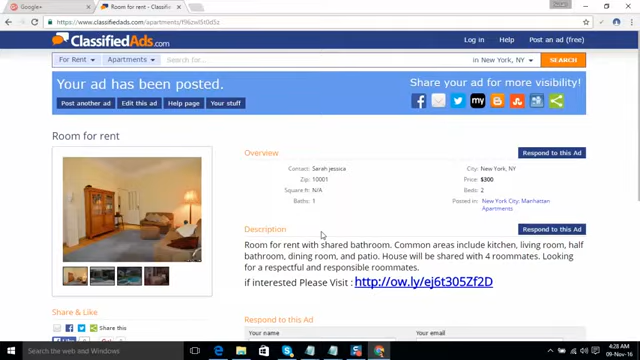 Google+
Room for rent - Classifie
https://www.classifiedads.com/apartments/f96zwl5t0d5z
ClassifiedAds.com
Log in Help Post an ad (free)
For Rent Apartments Search for... in New York, NY SEARCH
Your ad has been posted.
Share your ad for more visibility!
Post another ad Edit this ad Help page Your stuff
Room for rent
Overview Respond to this Ad
Contact: Sarah jessica City: New York, NY
Zip: 10001 Price: $300
Square ft: N/A Beds: 2
Baths: 1 Posted in: New York City: Manhattan
Apartments
Description Respond to this Ad
Room for rent with shared bathroom. Common areas include kitchen, living room, half
bathroom, dining room, and patio. House will be shared with 4 roommates. Looking
for a respectful and responsible roommates.
if interested Please Visit : http://ow.ly/ej6t305Zf2D
Share & Like
Share this
Respond to this Ad
Your name Your email
Search the web and Windows
4:28 AM
09-Nov-16